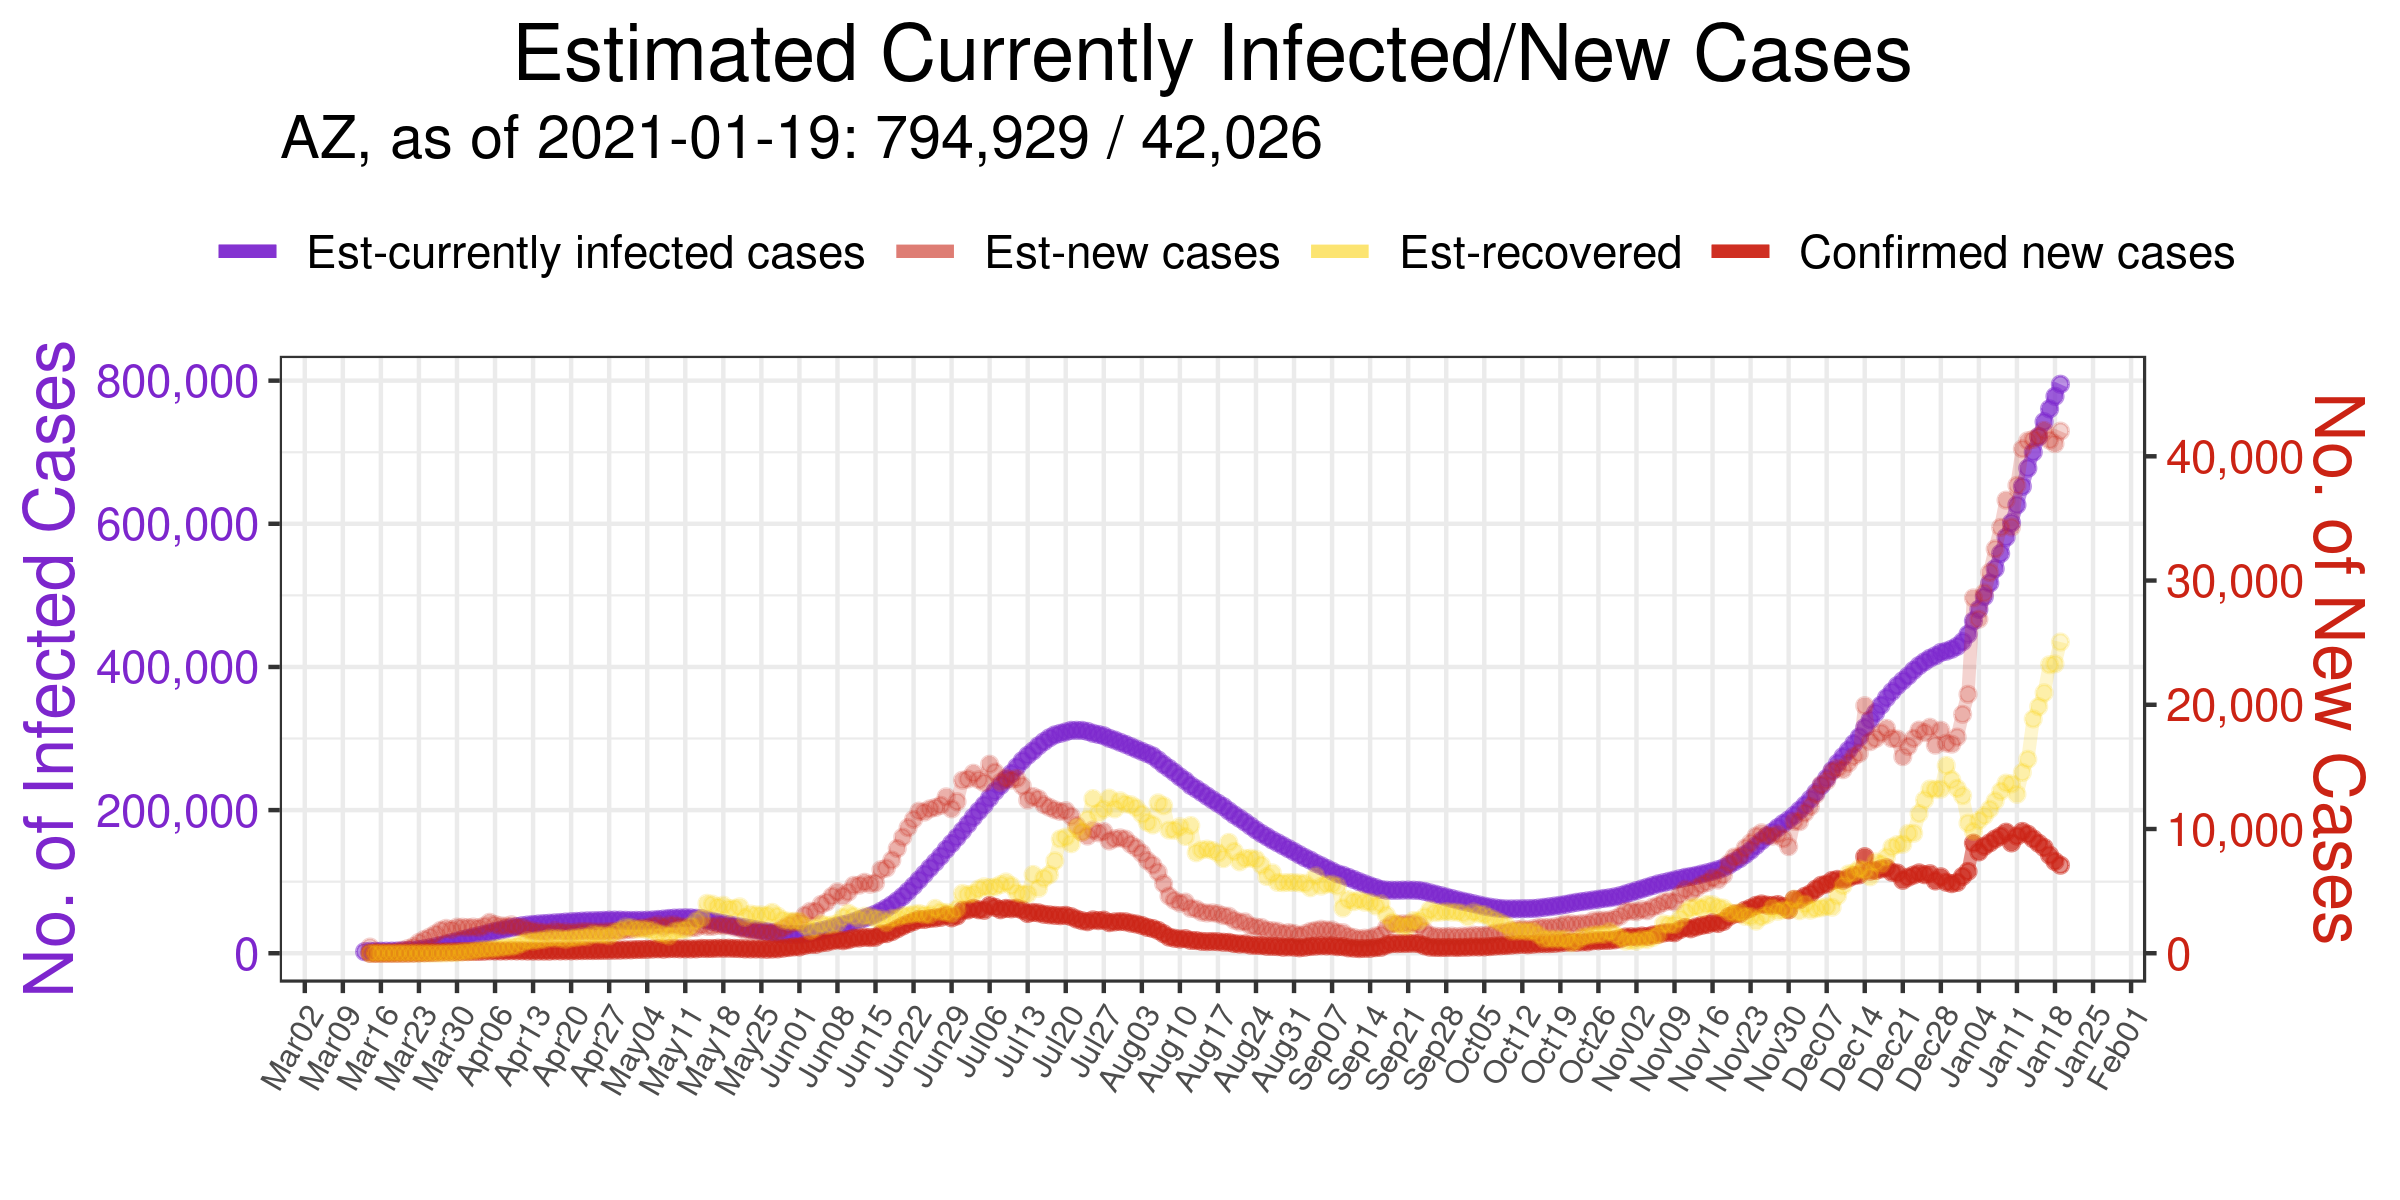 Estimated Currently Infected/New Cases
AZ, as of 2021-01-19: 794,929 / 42,026
Est-currently infected cases Est-new cases Est-recovered Confirmed new cases
No. of Infected Cases
800,000
600,000
400,000
200,000
0
40,000
30,000
20,000
10,000
0
No. of New Cases
Mar02 Mar09 Mar16 Mar23 Mar30 Apr06 Apr13 Apr20 Apr27 May04 May11 May18 May25 Jun01 Jun08 Jun15 Jun22 Jun29 Jul06 Jul13 Jul20 Jul27 Aug03 Aug10 Aug17 Aug24 Aug31 Sep07 Sep14 Sep21 Sep28 Oct05 Oct12 Oct19 Oct26 Nov02 Nov09 Nov16 Nov23 Nov30 Dec07 Dec14 Dec21 Dec28 Jan04 Jan11 Jan18 Jan25 Feb01